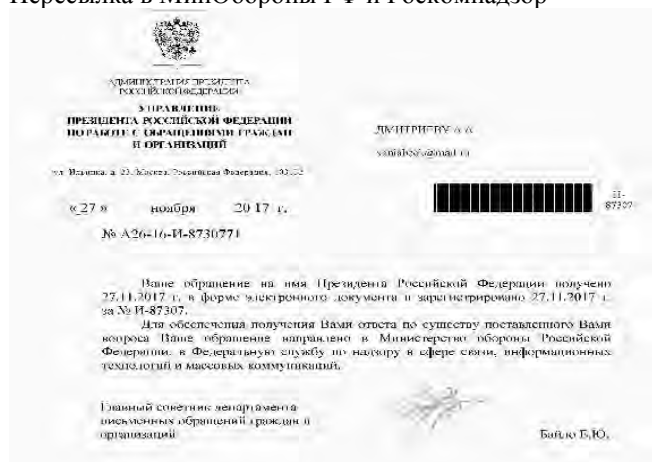 Пересылка в МинОбороны РФ и Роскомнадзор
АДМИНИСТРАЦИЯ ПРЕЗИДЕНТА
РОССИЙСКОЙ ФЕДЕРАЦИИ
УПРАВЛЕНИЕ
ПРЕЗИДЕНТА РОССИЙСКОЙ ФЕДЕРАЦИИ
ПО РАБОТЕ С ОБРАЩЕНИЯМИ ГРАЖДАН
И ОРГАНИЗАЦИЙ
ул. Ильинка, д. 23, Москва, Российская Федерация, 103132
« 27 » ноября 20 17 г.
№ А26-16-И-8730771
ДМИТРИЕВУ
И-
87307
Ваше обращение на имя Президента Российской Федерации получено
27.11.2017 г. в форме электронного документа и зарегистрировано 27.11.2017 г.
за № И-87307.
Для обеспечения получения Вами ответа по существу поставленного Вами
вопроса Ваше обращение направлено в Министерство обороны Российской
Федерации, в Федеральную службу по надзору в сфере связи, информационных
технологий и массовых коммуникаций.
Главный советник департамента
письменных обращений граждан и
организаций
Байло Е.Ю.